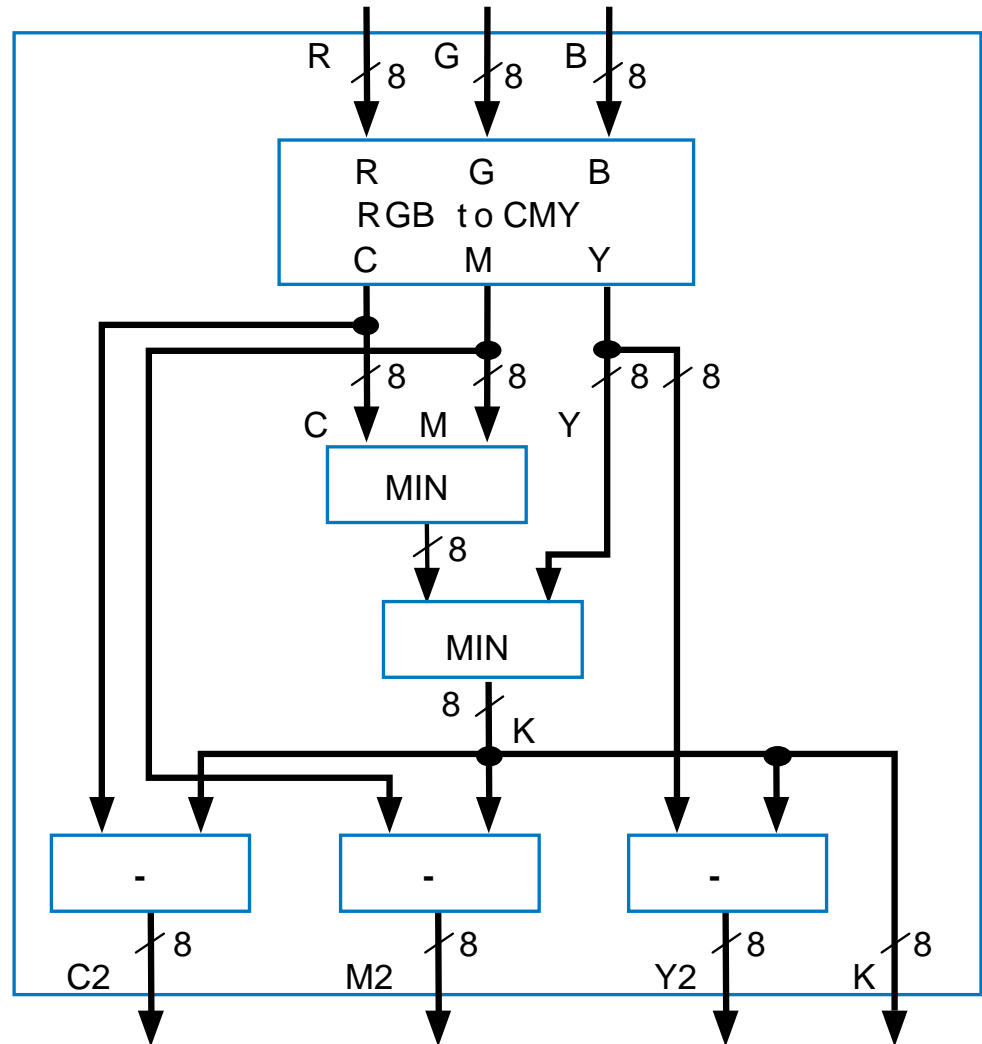 R 8 G 8 B 8
R G B
RGB to CMY
C M Y
8 8 8 8
C M Y
MIN
8
MIN
8
K
- - -
8 8 8 8
C2 M2 Y2 K